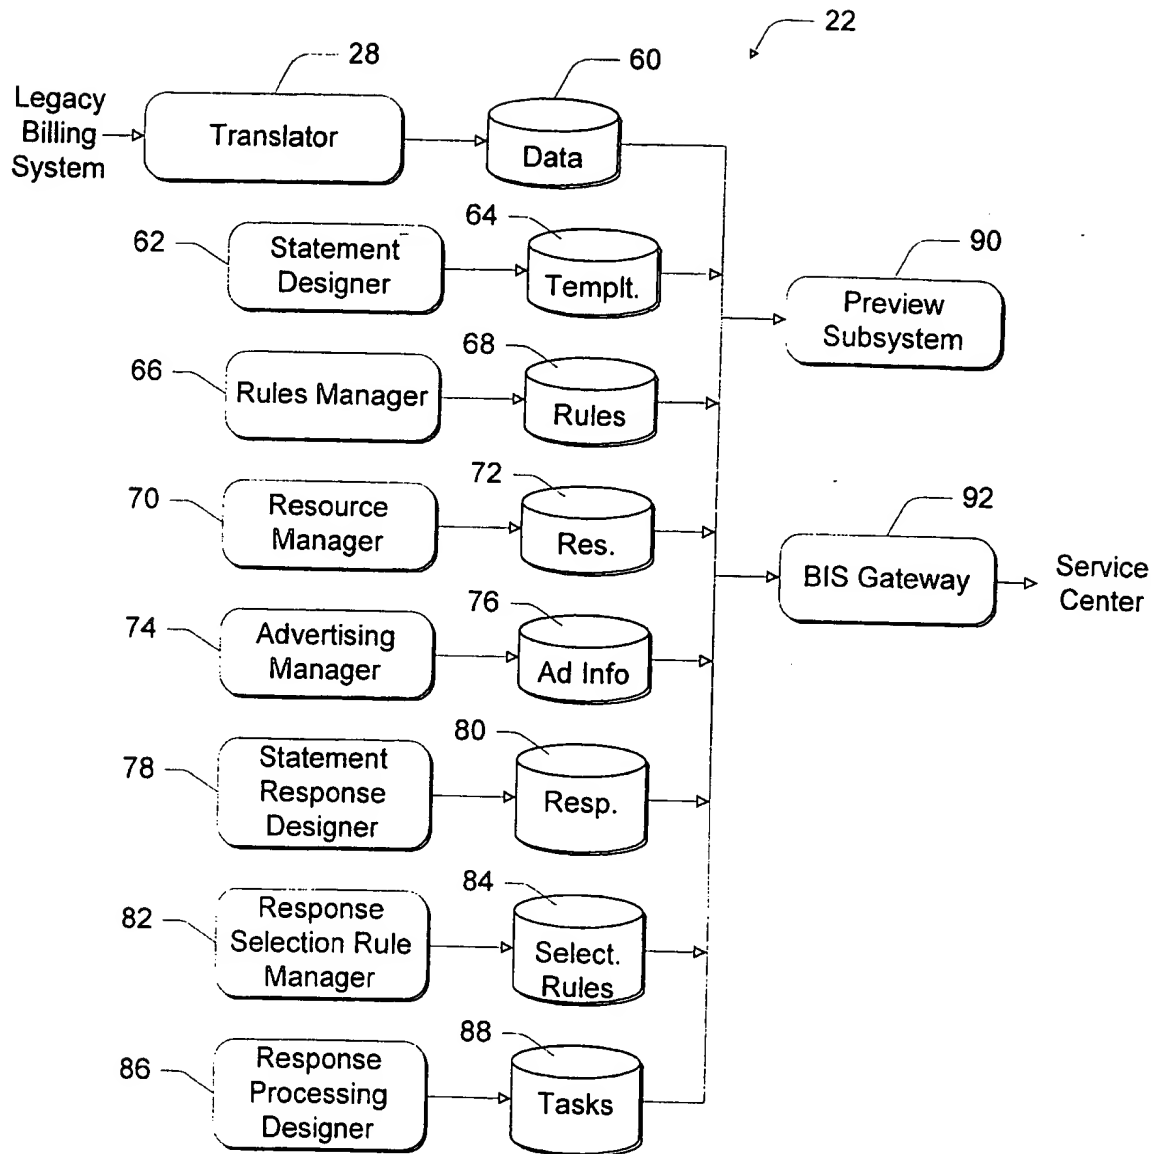 22
28
60
Legacy
Billing
System
Translator
Data
62
Statement
Designer
64
Templt.
90
Preview
Subsystem
66
Rules Manager
68
Rules
70
Resource
Manager
72
Res.
92
BIS Gateway
Service
Center
74
Advertising
Manager
76
Ad Info
78
Statement
Response
Designer
80
Resp.
82
Response
Selection Rule
Manager
84
Select.
Rules
86
Response
Processing
Designer
88
Tasks